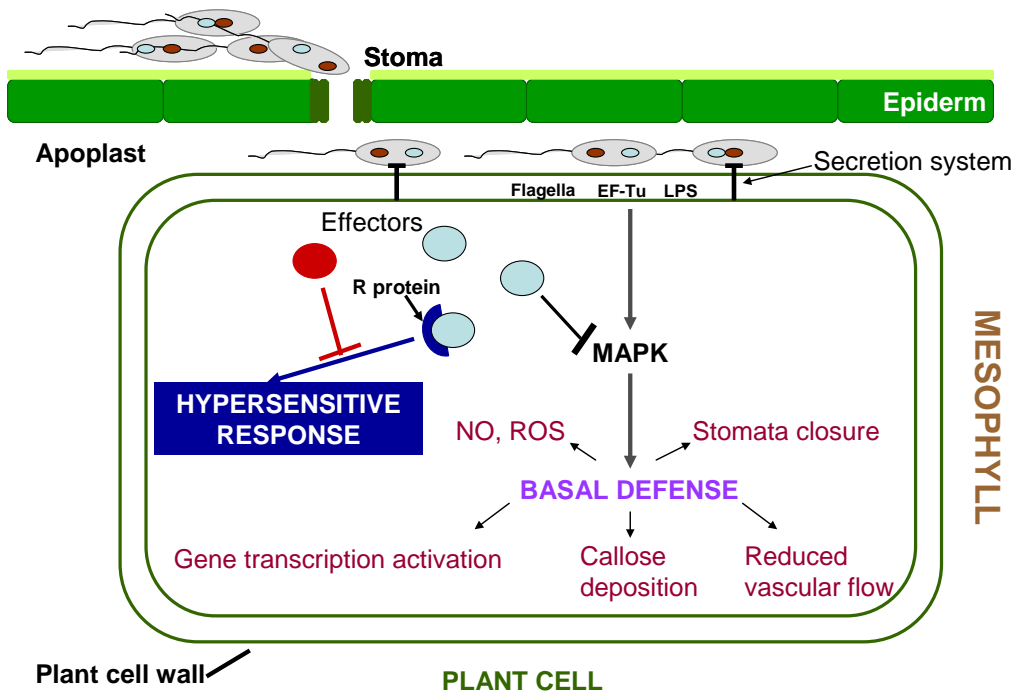 Stoma
Epiderm
Apoplast
Secretion system
Flagella EF-Tu LPS
Effectors
R protein
MAPK
HYPERSENSITIVE
RESPONSE
NO, ROS
Stomata closure
BASAL DEFENSE
Gene transcription activation
Callose
deposition
Reduced
vascular flow
MESOPHYLL
Plant cell wall
PLANT CELL